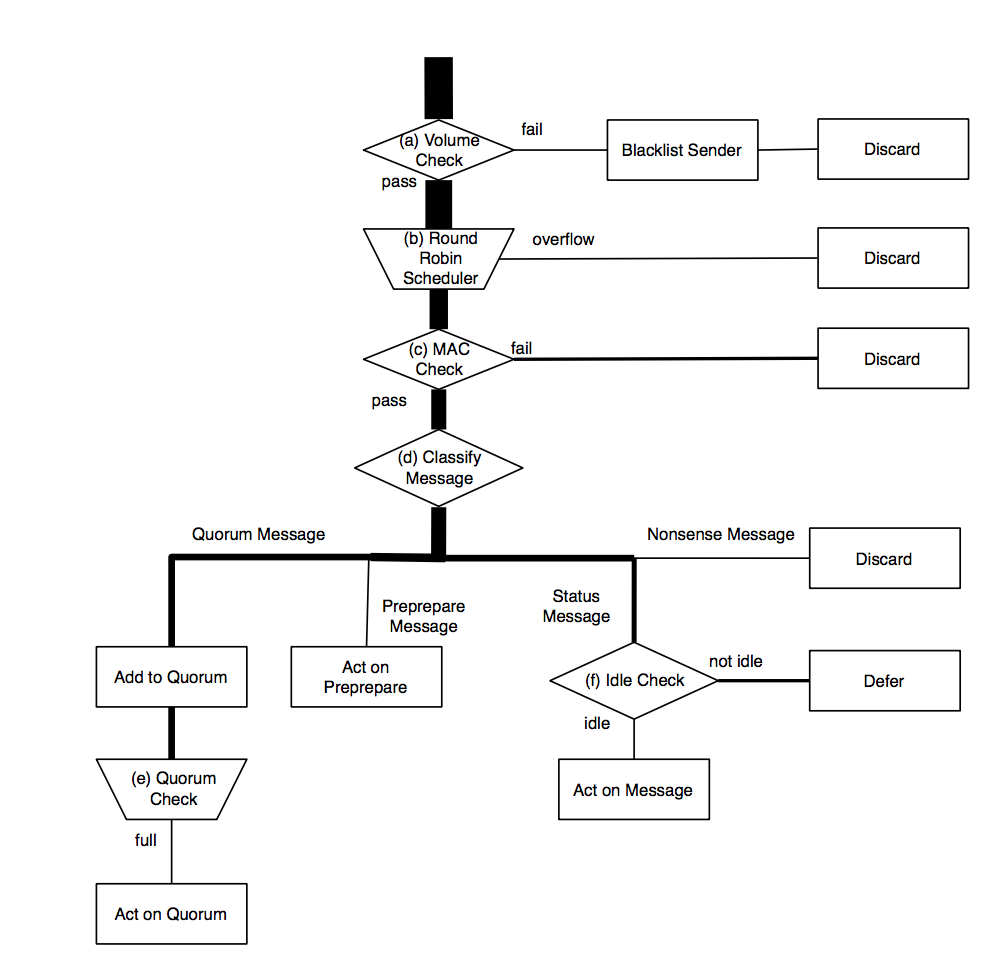 fail
(a) Volume
Check
Blacklist Sender
Discard
pass
(b) Round
Robin
Scheduler
overflow
Discard
(c) MAC
Check
fail
Discard
pass
(d) Classify
Message
Quorum Message
Nonsense Message
Discard
Preprepare
Message
Status
Message
Add to Quorum
Act on
Preprepare
(f) Idle Check
not idle
Defer
idle
(e) Quorum
Check
Act on Message
full
Act on Quorum